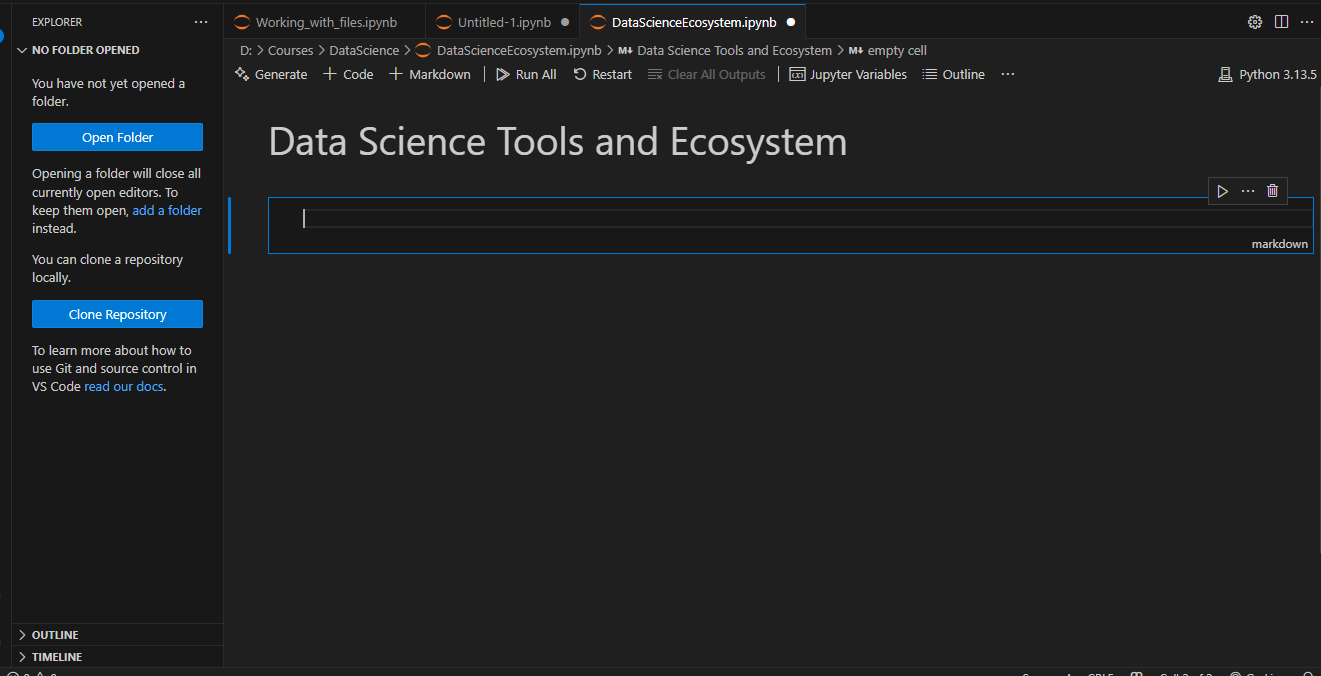 EXPLORER ...
NO FOLDER OPENED
You have not yet opened a
folder.
Open Folder
Opening a folder will close all
currently open editors. To
keep them open, add a folder
instead.
You can clone a repository
locally.
Clone Repository
To learn more about how to
use Git and source control in
VS Code read our docs.
OUTLINE
TIMELINE
Working_with_files.ipynb Untitled-1.ipynb ● DataScienceEcosystem.ipynb ●
D: > Courses > DataScience > DataScienceEcosystem.ipynb > M↓ Data Science Tools and Ecosystem > M↓ empty cell
Generate + Code + Markdown | Run All Restart Clear All Outputs | Jupyter Variables Outline ... Python 3.13.5
Data Science Tools and Ecosystem
markdown